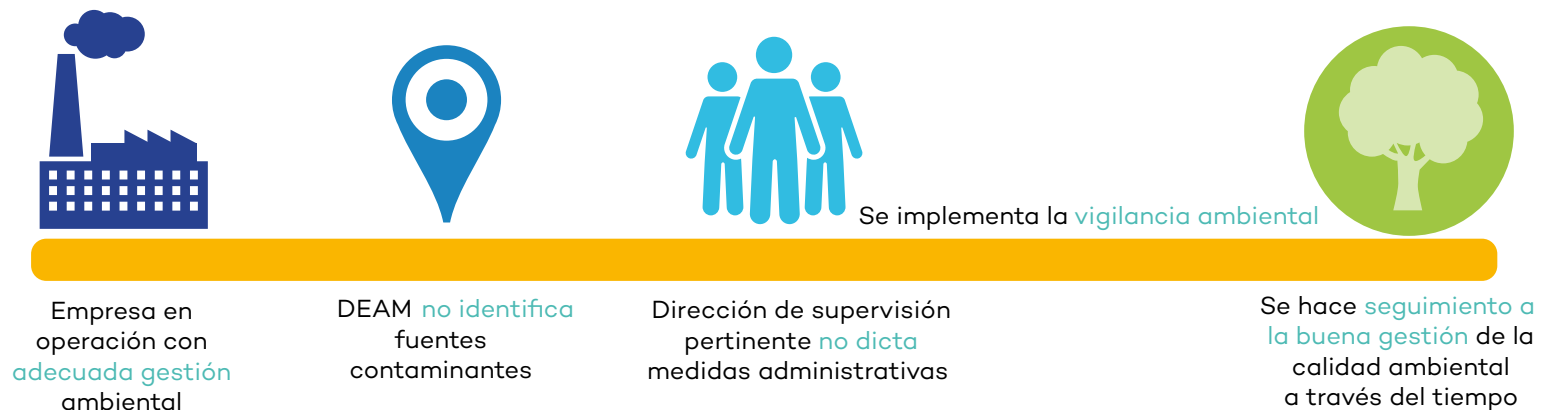 Se implementa la vigilancia ambiental
Empresa en
operación con
adecuada gestión
ambiental
DEAM no identifica
fuentes
contaminantes
Dirección de supervisión
pertinente no dicta
medidas administrativas
Se hace seguimiento a
la buena gestión de la
calidad ambiental
a través del tiempo